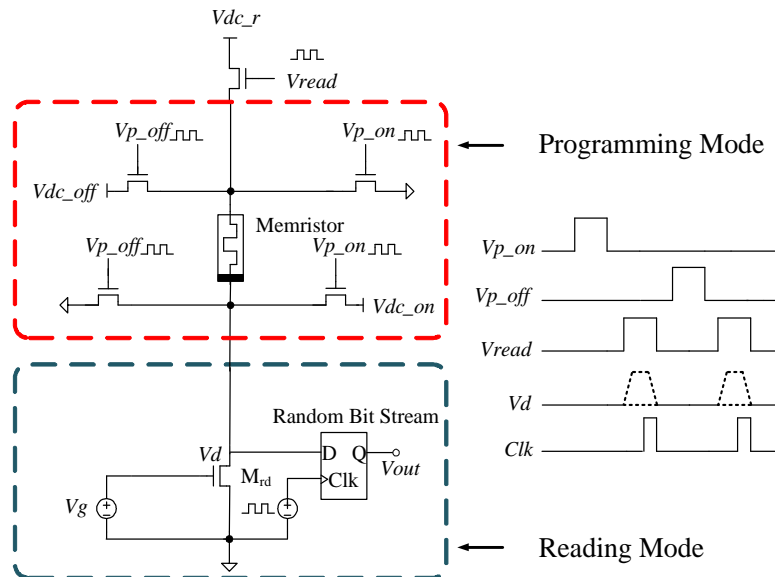 Vdc_r
Vread
Vp_off
Vp_on
Programming Mode
Vdc_off
Memristor
Vp_off
Vp_on
Vdc_on
Vp_on
Vp_off
Vread
Vd
Clk
Random Bit Stream
Vd
D
Q
Mrd
Clk
Vout
Vg
Reading Mode